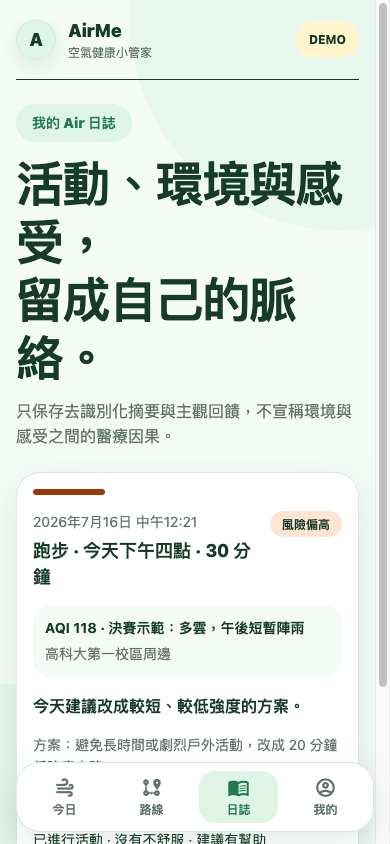 A
AirMe
空氣健康小管家
DEMO
我的 Air 日誌
活動、環境與感
受，
留成自己的脈
絡。
只保存去識別化摘要與主觀回饋，不宣稱環境與
感受之間的醫療因果。
2026年7月16日 中午12:21
風險偏高
跑步 · 今天下午四點 · 30 分
鐘
AQI 118 · 決賽示範：多雲，午後短暫陣雨
高科大第一校區周邊
今天建議改成較短、較低強度的方案。
方案：避免長時間或劇烈戶外活動，改成 20 分鐘
今日
路線
日誌
我的
已進行活動 · 沒有不舒服 · 建議有幫助